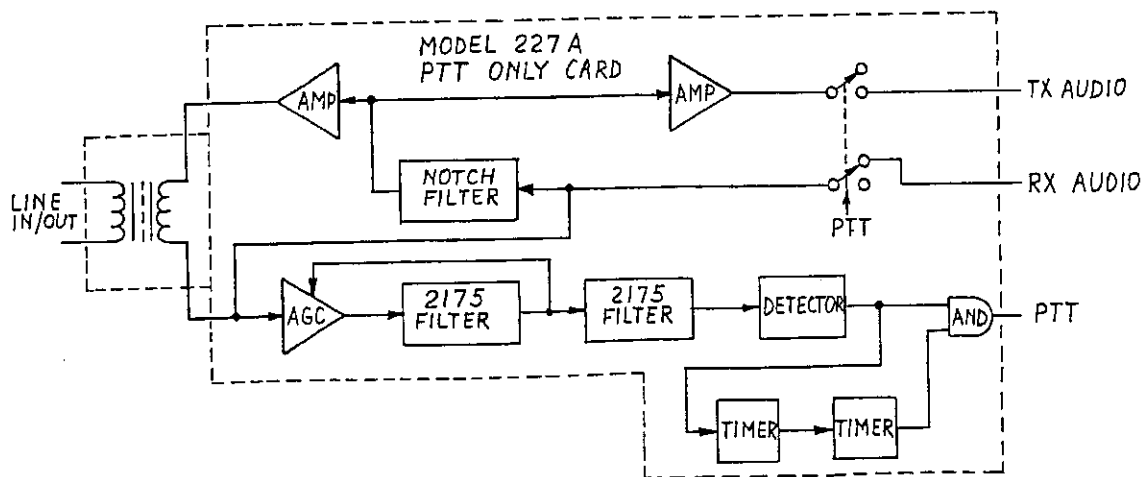 MODEL 227A
PTT ONLY CARD
AMP
AMP
TX AUDIO
NOTCH
FILTER
RX AUDIO
LINE
IN/OUT
PTT
AGC
2175
FILTER
2175
FILTER
DETECTOR
AND
PTT
TIMER
TIMER